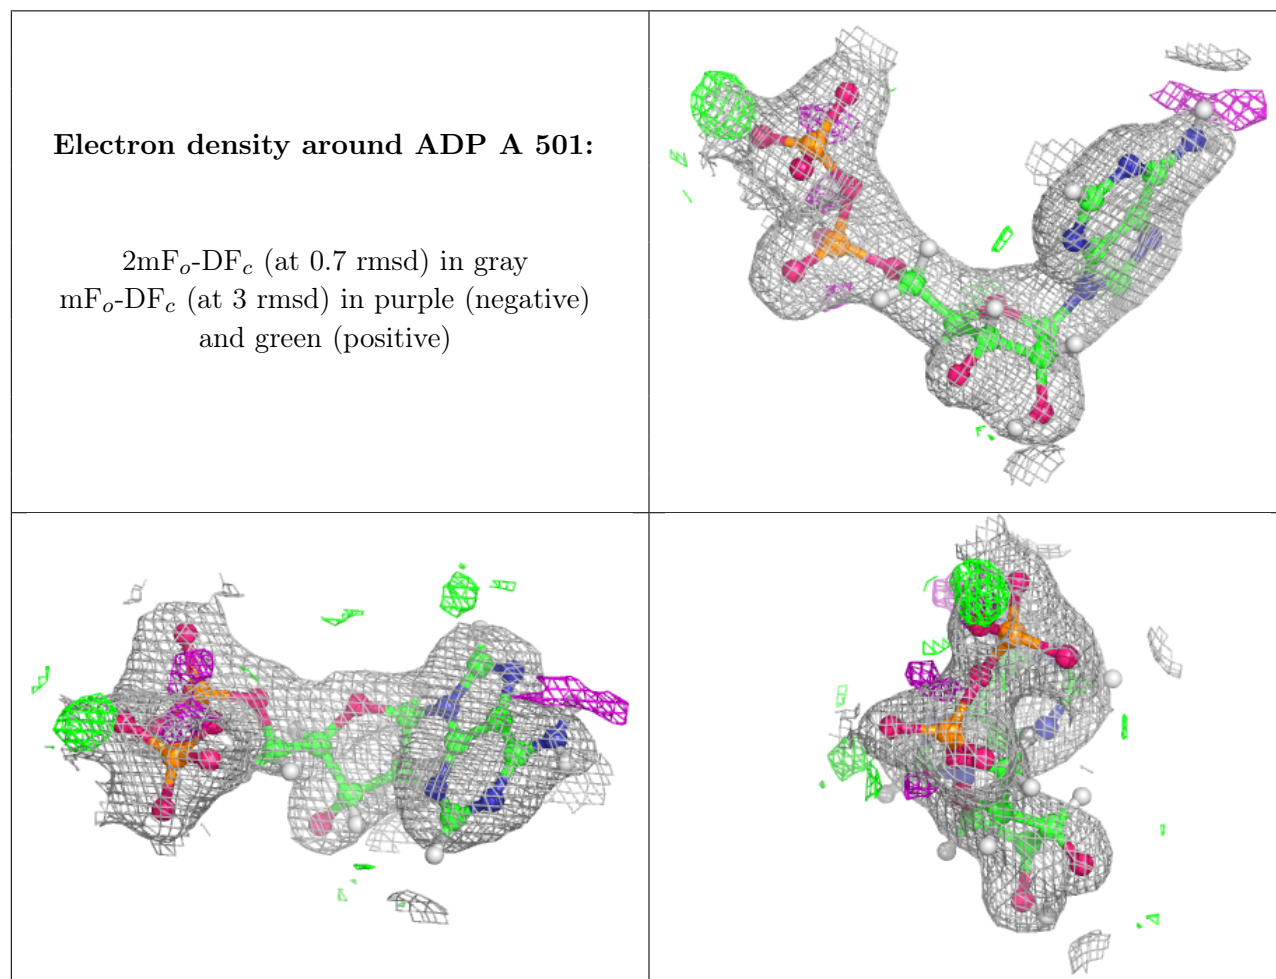 Electron density around ADP A 501:
2mFo-DFc (at 0.7 rmsd) in gray
mFo-DFc (at 3 rmsd) in purple (negative)
and green (positive)